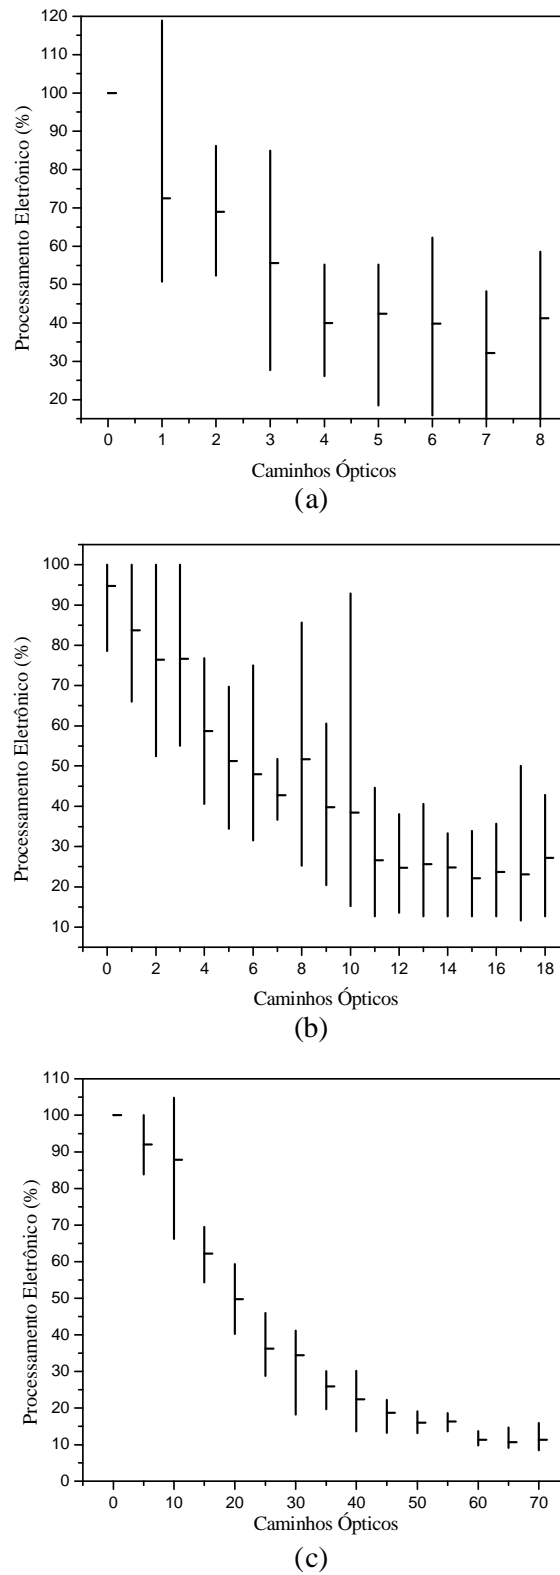 120
110
100
90
80
70
60
50
40
30
20
Processamento Eletrônico (%)
0 1 2 3 4 5 6 7 8
Caminhos Ópticos
(a)
100
90
80
70
60
50
40
30
20
10
Processamento Eletrônico (%)
0 2 4 6 8 10 12 14 16 18
Caminhos Ópticos
(b)
110
100
90
80
70
60
50
40
30
20
10
0
Processamento Eletrônico (%)
0 10 20 30 40 50 60 70
Caminhos Ópticos
(c)